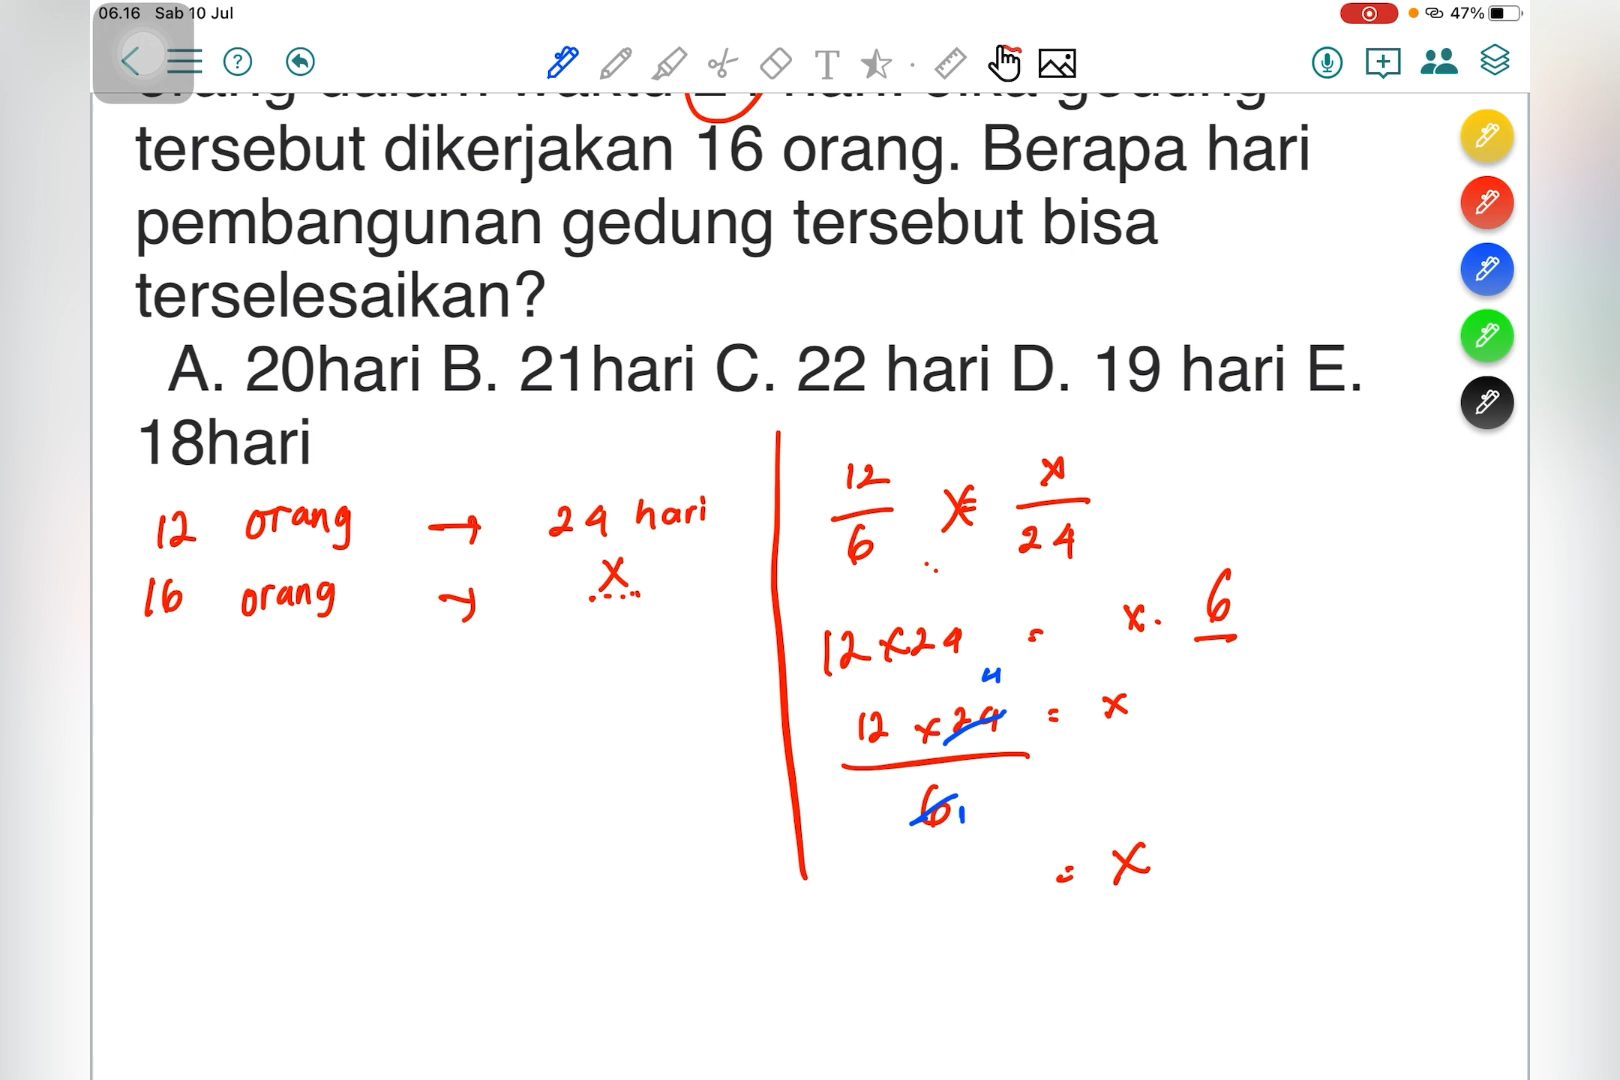 06.16 Sab 10 Jul
47%
T
tersebut dikerjakan 16 orang. Berapa hari
pembangunan gedung tersebut bisa
terselesaikan?
A. 20hari B. 21hari C. 22 hari D. 19 hari E.
18hari
12 orang → 24 hari
16 orang → x
12/6 = x/24
12 x 24 = x. 6
4
12 x 24 = x
6 1
= x